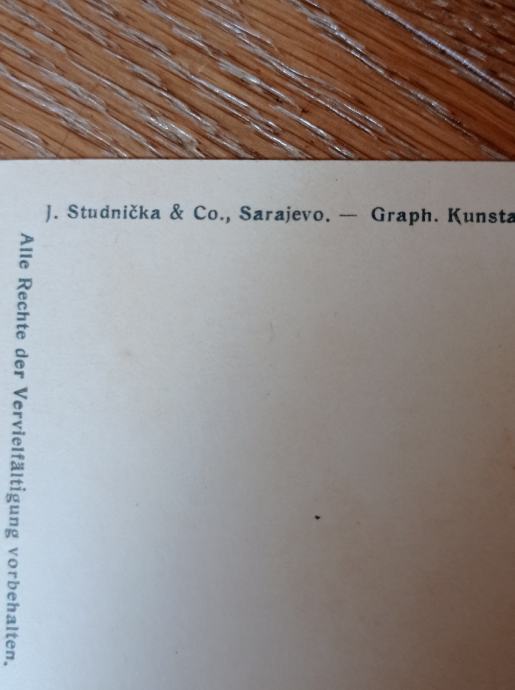 J. Studnička & Co., Sarajevo. — Graph. Kunsta
Alle Rechte der Vervielfältigung vorbehalten.